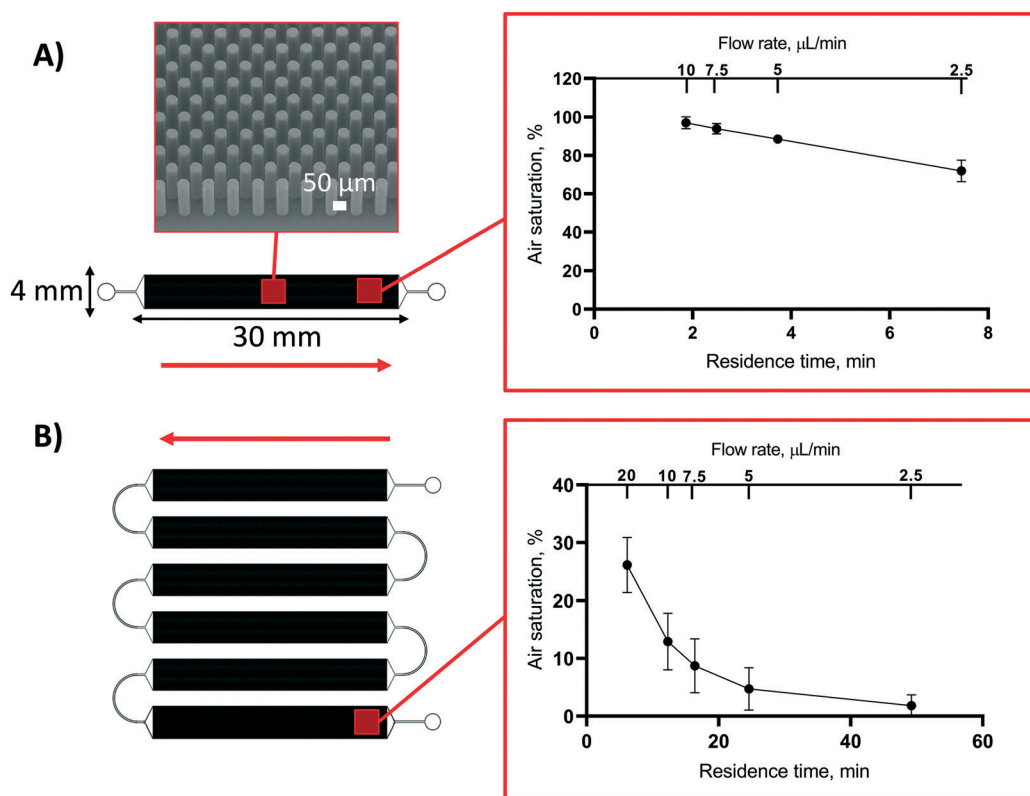 A)
50 µm
4 mm
30 mm
Flow rate, µL/min
10 7.5 5 2.5
120
100
80
60
40
20
0
Air saturation, %
0 2 4 6 8
Residence time, min
B)
Flow rate, µL/min
20 10 7.5 5 2.5
40
30
20
10
0
Air saturation, %
0 20 40 60
Residence time, min